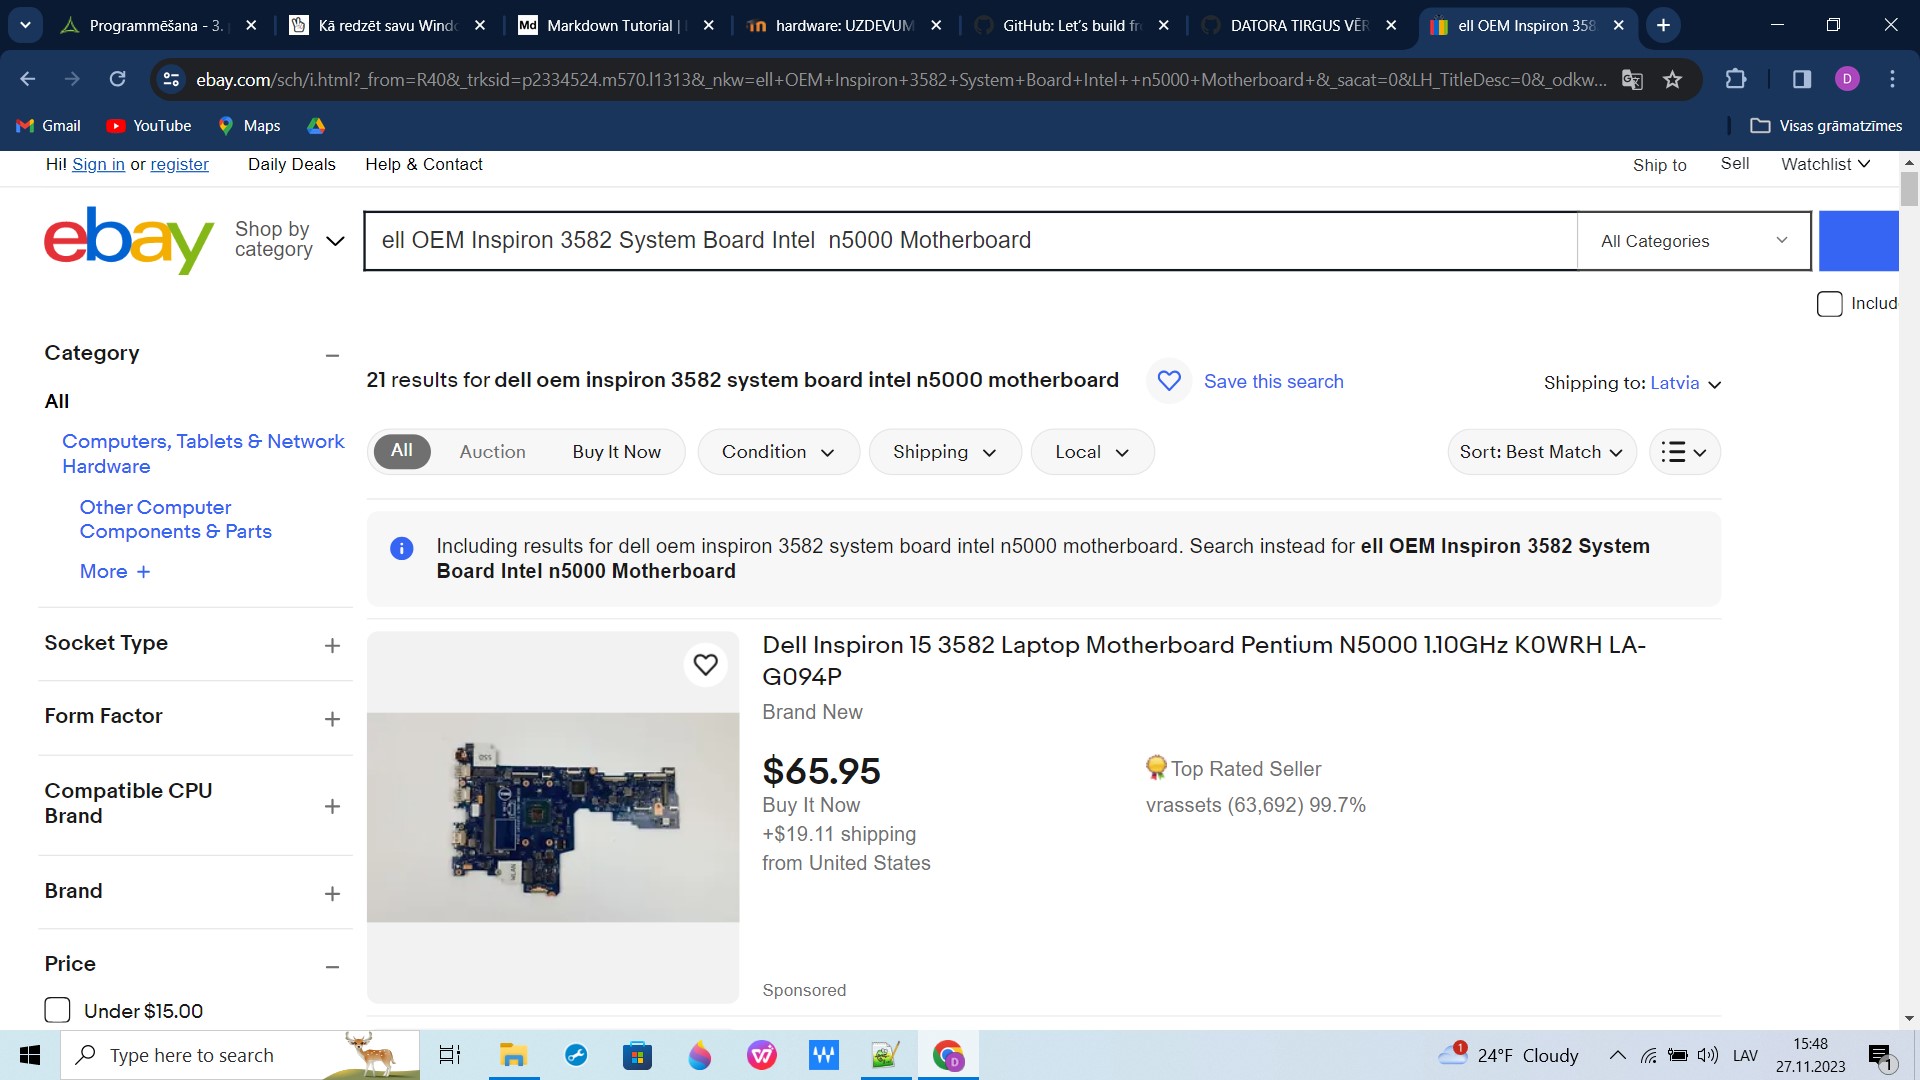 Programmēšana - 3.
Kā redzēt savu Windo
Markdown Tutorial |
hardware: UZDEVUM
GitHub: Let's build fr
DATORA TIRGUS VĒR
ell OEM Inspiron 358
ebay.com/sch/i.html?_from=R40&_trksid=p2334524.m570.l1313&_nkw=ell+OEM+Inspiron+3582+System+Board+Intel++n5000+Motherboard+&_sacat=0&LH_TitleDesc=0&_odkw...
D
Gmail
YouTube
Maps
Visas grāmatzīmes
Hi! Sign in or register
Daily Deals
Help & Contact
Ship to
Sell
Watchlist
ebay
Shop by
category
ell OEM Inspiron 3582 System Board Intel  n5000 Motherboard
All Categories
Includ
Category
All
Computers, Tablets & Network
Hardware
Other Computer
Components & Parts
More +
Socket Type
Form Factor
Compatible CPU
Brand
Brand
Price
Under $15.00
21 results for dell oem inspiron 3582 system board intel n5000 motherboard
Save this search
Shipping to: Latvia
All
Auction
Buy It Now
Condition
Shipping
Local
Sort: Best Match
Including results for dell oem inspiron 3582 system board intel n5000 motherboard. Search instead for ell OEM Inspiron 3582 System
Board Intel n5000 Motherboard
SSD
WLAN
Dell Inspiron 15 3582 Laptop Motherboard Pentium N5000 1.10GHz K0WRH LA-
G094P
Brand New
$65.95
Buy It Now
+$19.11 shipping
from United States
Top Rated Seller
vrassets (63,692) 99.7%
Sponsored
Type here to search
D
1
24°F Cloudy
LAV
15:48
27.11.2023
1